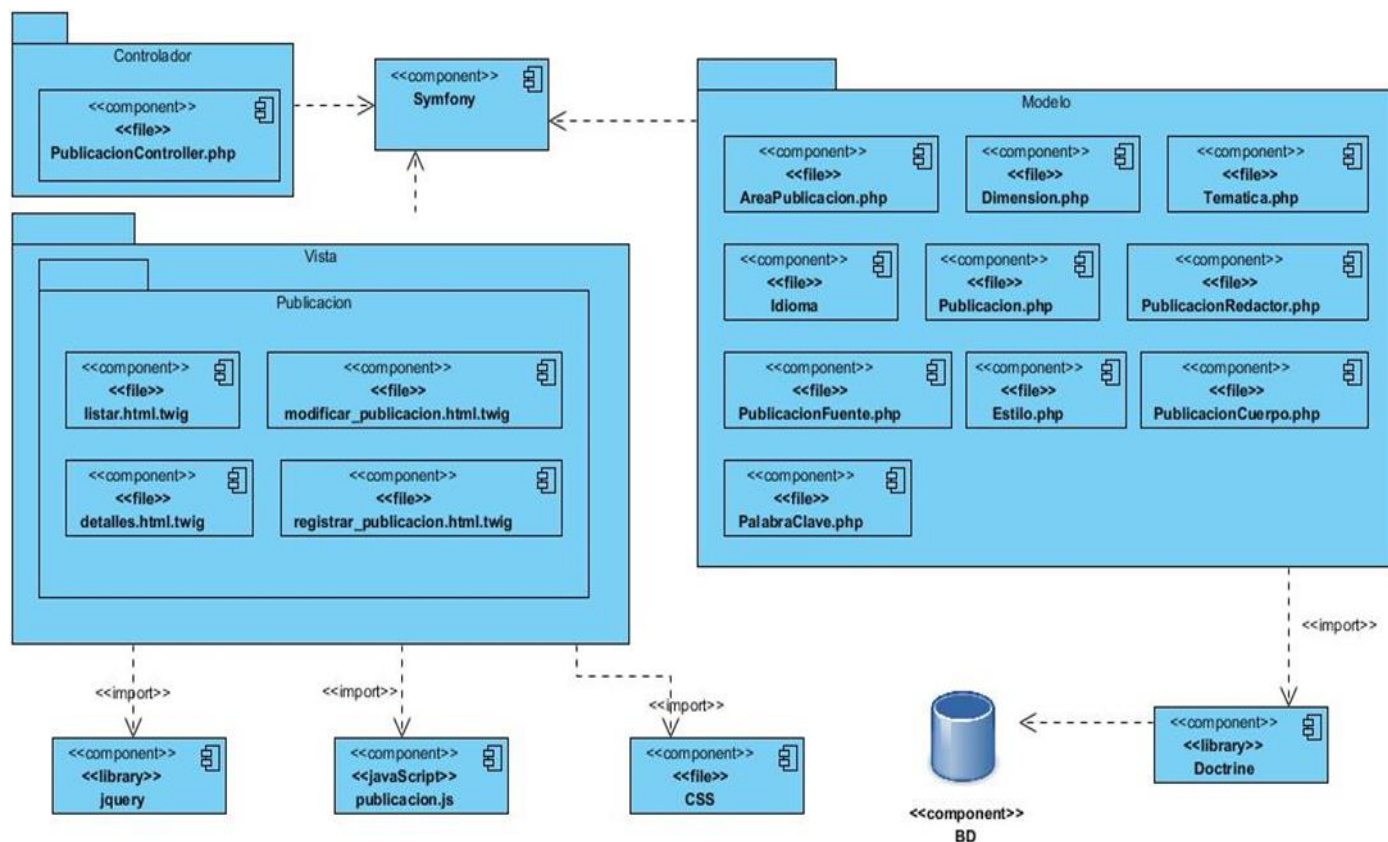 Controlador
<<component>>
<<file>>
PublicacionController.php
<<component>>
Symfony
Modelo
<<component>>
<<file>>
AreaPublicacion.php
<<component>>
<<file>>
Dimension.php
<<component>>
<<file>>
Tematica.php
<<component>>
<<file>>
Idioma
<<component>>
<<file>>
Publicacion.php
<<component>>
<<file>>
PublicacionRedactor.php
<<component>>
<<file>>
PublicacionFuente.php
<<component>>
<<file>>
Estilo.php
<<component>>
<<file>>
PublicacionCuerpo.php
<<component>>
<<file>>
PalabraClave.php
Vista
Publicacion
<<component>>
<<file>>
listar.html.twig
<<component>>
<<file>>
modificar_publicacion.html.twig
<<component>>
<<file>>
detalles.html.twig
<<component>>
<<file>>
registrar_publicacion.html.twig
<<import>>
<<import>>
<<import>>
<<import>>
<<component>>
<<library>>
jquery
<<component>>
<<javaScript>>
publicacion.js
<<component>>
<<file>>
CSS
<<component>>
BD
<<component>>
<<library>>
Doctrine